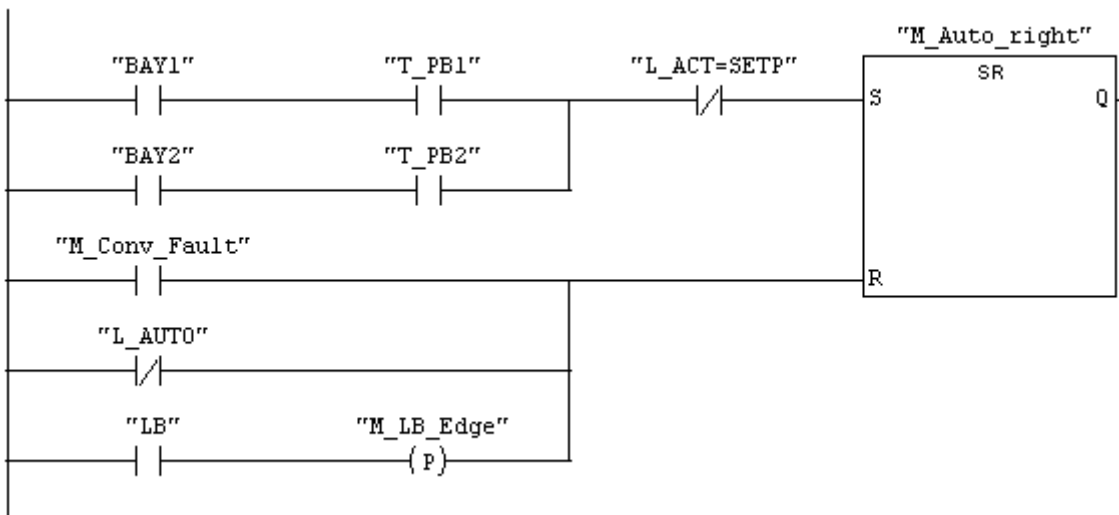 "M_Auto_right"
"BAY1" "T_PB1" "L_ACT=SETP" SR
S Q
"BAY2" "T_PB2"
"M_Conv_Fault"
R
"L_AUTO"
"LB" "M_LB_Edge"
(P)